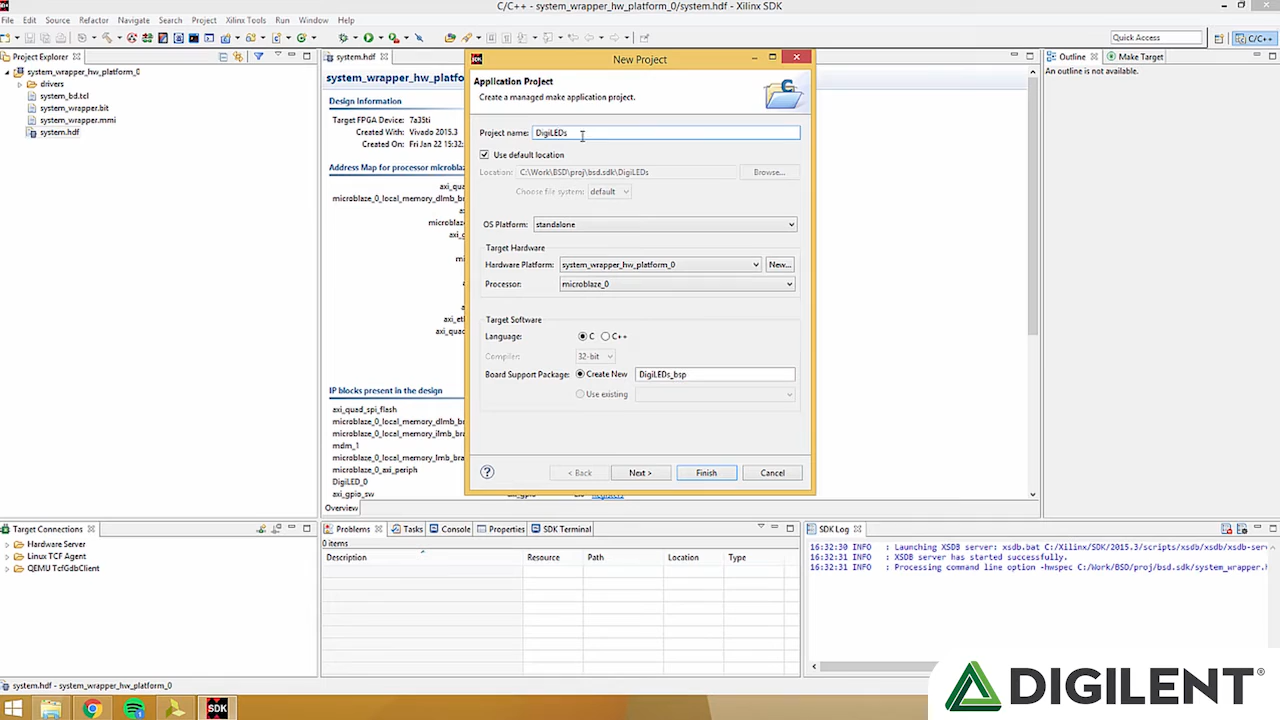 C/C++ - system_wrapper_hw_platform_0/system.hdf - Xilinx SDK
File Edit Source Refactor Navigate Search Project Xilinx Tools Run Window Help
Quick Access
C/C++
Project Explorer
system_wrapper_hw_platform_0
drivers
system_bd.tcl
system_wrapper.bit
system_wrapper.mmi
system.hdf
system.hdf
system_wrapper_hw_platfo
Design Information
Target FPGA Device: 7a35ti
Created With: Vivado 2015.3
Created On: Fri Jan 22 15:32:
Address Map for processor microblaz
axi_qua
microblaze_0_local_memory_dlmb_b
microblaz
axi_g
axi_eth
axi_quac
IP blocks present in the design
axi_quad_spi_flash
microblaze_0_local_memory_dlmb_b
microblaze_0_local_memory_ilmb_bra
mdm_1
microblaze_0_local_memory_lmb_bra
microblaze_0_axi_periph
DigiLED_0
axi_gpio_sw
Overview
New Project
Application Project
Create a managed make application project.
Project name: DigiLEDs
Use default location
Location: C:\Work\BSD\proj\bsd.sdk\DigiLEDs Browse...
Choose file system: default
OS Platform: standalone
Target Hardware
Hardware Platform: system_wrapper_hw_platform_0 New...
Processor: microblaze_0
Target Software
Language: C C++
Compiler: 32-bit
Board Support Package: Create New DigiLEDs_bsp
Use existing
? < Back Next > Finish Cancel
Outline Make Target
An outline is not available.
Target Connections
Hardware Server
Linux TCF Agent
QEMU TcfGdbClient
Problems Tasks Console Properties SDK Terminal
0 items
Description Resource Path Location Type
SDK Log
16:32:30 INFO : Launching XSDB server: xsdb.bat C:/Xilinx/SDK/2015.3/scripts/xsdb/xsdb/xsdb-ser
16:32:31 INFO : XSDB server has started successfully.
16:32:31 INFO : Processing command line option -hwspec C:/Work/BSD/proj/bsd.sdk/system_wrapper.h
system.hdf - system_wrapper_hw_platform_0
SDK
DIGILENT®